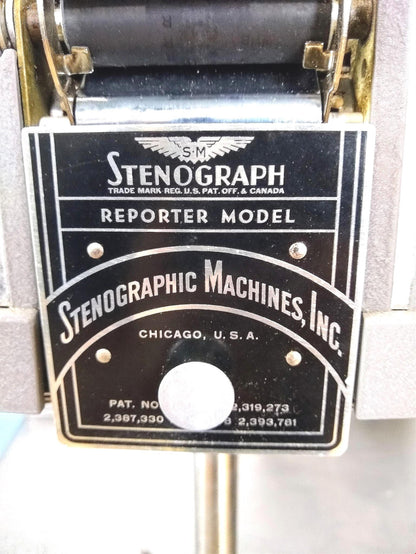 S-M
STENOGRAPH
TRADE MARK REG. U.S. PAT. OFF. & CANADA
REPORTER MODEL
STENOGRAPHIC MACHINES, INC.
CHICAGO, U.S.A.
PAT. NO 2,319,273
2,387,330 2,393,781